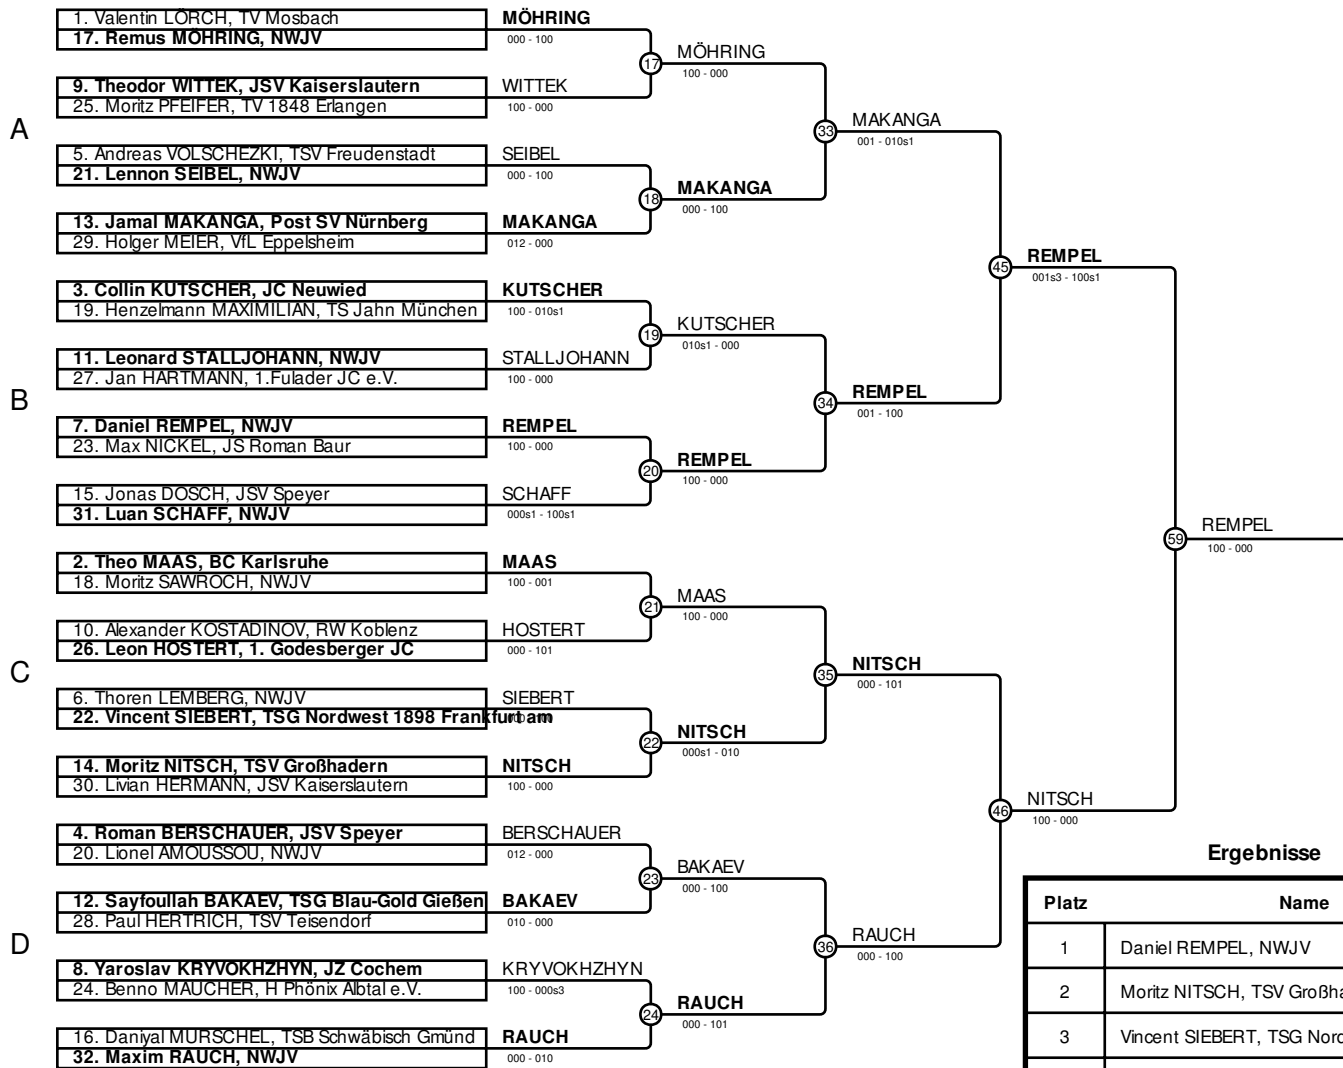 A
1. Valentin LÖRCH, TV Mosbach
17. Remus MÖHRING, NWJV
MÖHRING
000 - 100
9. Theodor WITTEK, JSV Kaiserslautern
25. Moritz PFEIFER, TV 1848 Erlangen
WITTEK
100 - 000
5. Andreas VOLSCHEZKI, TSV Freudenstadt
21. Lennon SEIBEL, NWJV
SEIBEL
000 - 100
13. Jamal MAKANGA, Post SV Nürnberg
29. Holger MEIER, VfL Eppelsheim
MAKANGA
012 - 000
B
3. Collin KUTSCHER, JC Neuwied
19. Henzelmann MAXIMILIAN, TS Jahn München
KUTSCHER
100 - 010s1
11. Leonard STALLJOHANN, NWJV
27. Jan HARTMANN, 1.Fulader JC e.V.
STALLJOHANN
100 - 000
7. Daniel REMPEL, NWJV
23. Max NICKEL, JS Roman Baur
REMPEL
100 - 000
15. Jonas DOSCH, JSV Speyer
31. Luan SCHAFF, NWJV
SCHAFF
000s1 - 100s1
C
2. Theo MAAS, BC Karlsruhe
18. Moritz SAWROCH, NWJV
MAAS
100 - 001
10. Alexander KOSTADINOV, RW Koblenz
26. Leon HOSTERT, 1. Godesberger JC
HOSTERT
000 - 101
6. Thoren LEMBERG, NWJV
22. Vincent SIEBERT, TSG Nordwest 1898 Frankfurt am
SIEBERT
14. Moritz NITSCH, TSV Großhadern
30. Livian HERMANN, JSV Kaiserslautern
NITSCH
100 - 000
D
4. Roman BERSCHAUER, JSV Speyer
20. Lionel AMOUSSOU, NWJV
BERSCHAUER
012 - 000
12. Sayfoullah BAKAEV, TSG Blau-Gold Gießen
28. Paul HERTRICH, TSV Teisendorf
BAKAEV
010 - 000
8. Yaroslav KRYVOKHZHYN, JZ Cochem
24. Benno MAUCHER, H Phönix Albtal e.V.
KRYVOKHZHYN
100 - 000s3
16. Daniyal MURSCHEL, TSB Schwäbisch Gmünd
32. Maxim RAUCH, NWJV
RAUCH
000 - 010
17
MÖHRING
100 - 000
18
MAKANGA
000 - 100
19
KUTSCHER
010s1 - 000
20
REMPEL
100 - 000
21
MAAS
100 - 000
22
NITSCH
000s1 - 010
23
BAKAEV
000 - 100
24
RAUCH
000 - 101
33
MAKANGA
001 - 010s1
34
REMPEL
001 - 100
35
NITSCH
000 - 101
36
RAUCH
000 - 100
45
REMPEL
001s3 - 100s1
46
NITSCH
100 - 000
59
REMPEL
100 - 000
Ergebnisse
Platz Name
1 Daniel REMPEL, NWJV
2 Moritz NITSCH, TSV Großha
3 Vincent SIEBERT, TSG Nord